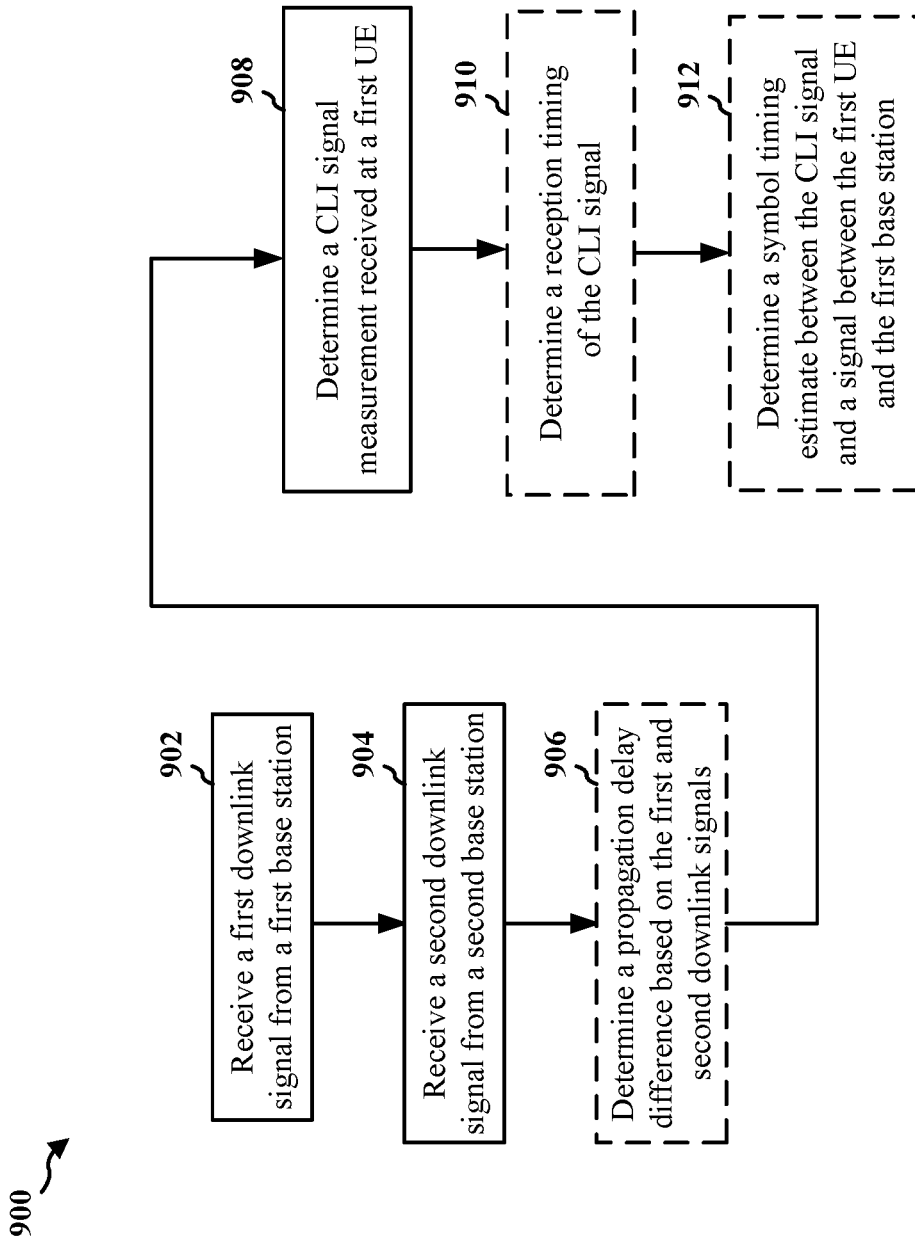 900
902
Receive a first downlink
signal from a first base station
904
Receive a second downlink
signal from a second base station
906
Determine a propagation delay
difference based on the first and
second downlink signals
908
Determine a CLI signal
measurement received at a first UE
910
Determine a reception timing
of the CLI signal
912
Determine a symbol timing
estimate between the CLI signal
and a signal between the first UE
and the first base station